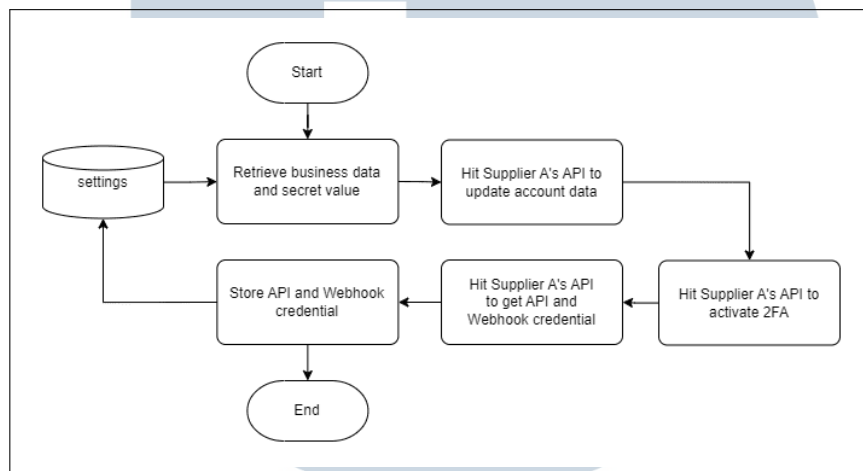 Start
settings
Retrieve business data
and secret value
Hit Supplier A's API to
update account data
Store API and Webhook
credential
Hit Supplier A's API
to get API and
Webhook credential
Hit Supplier A's API to
activate 2FA
End